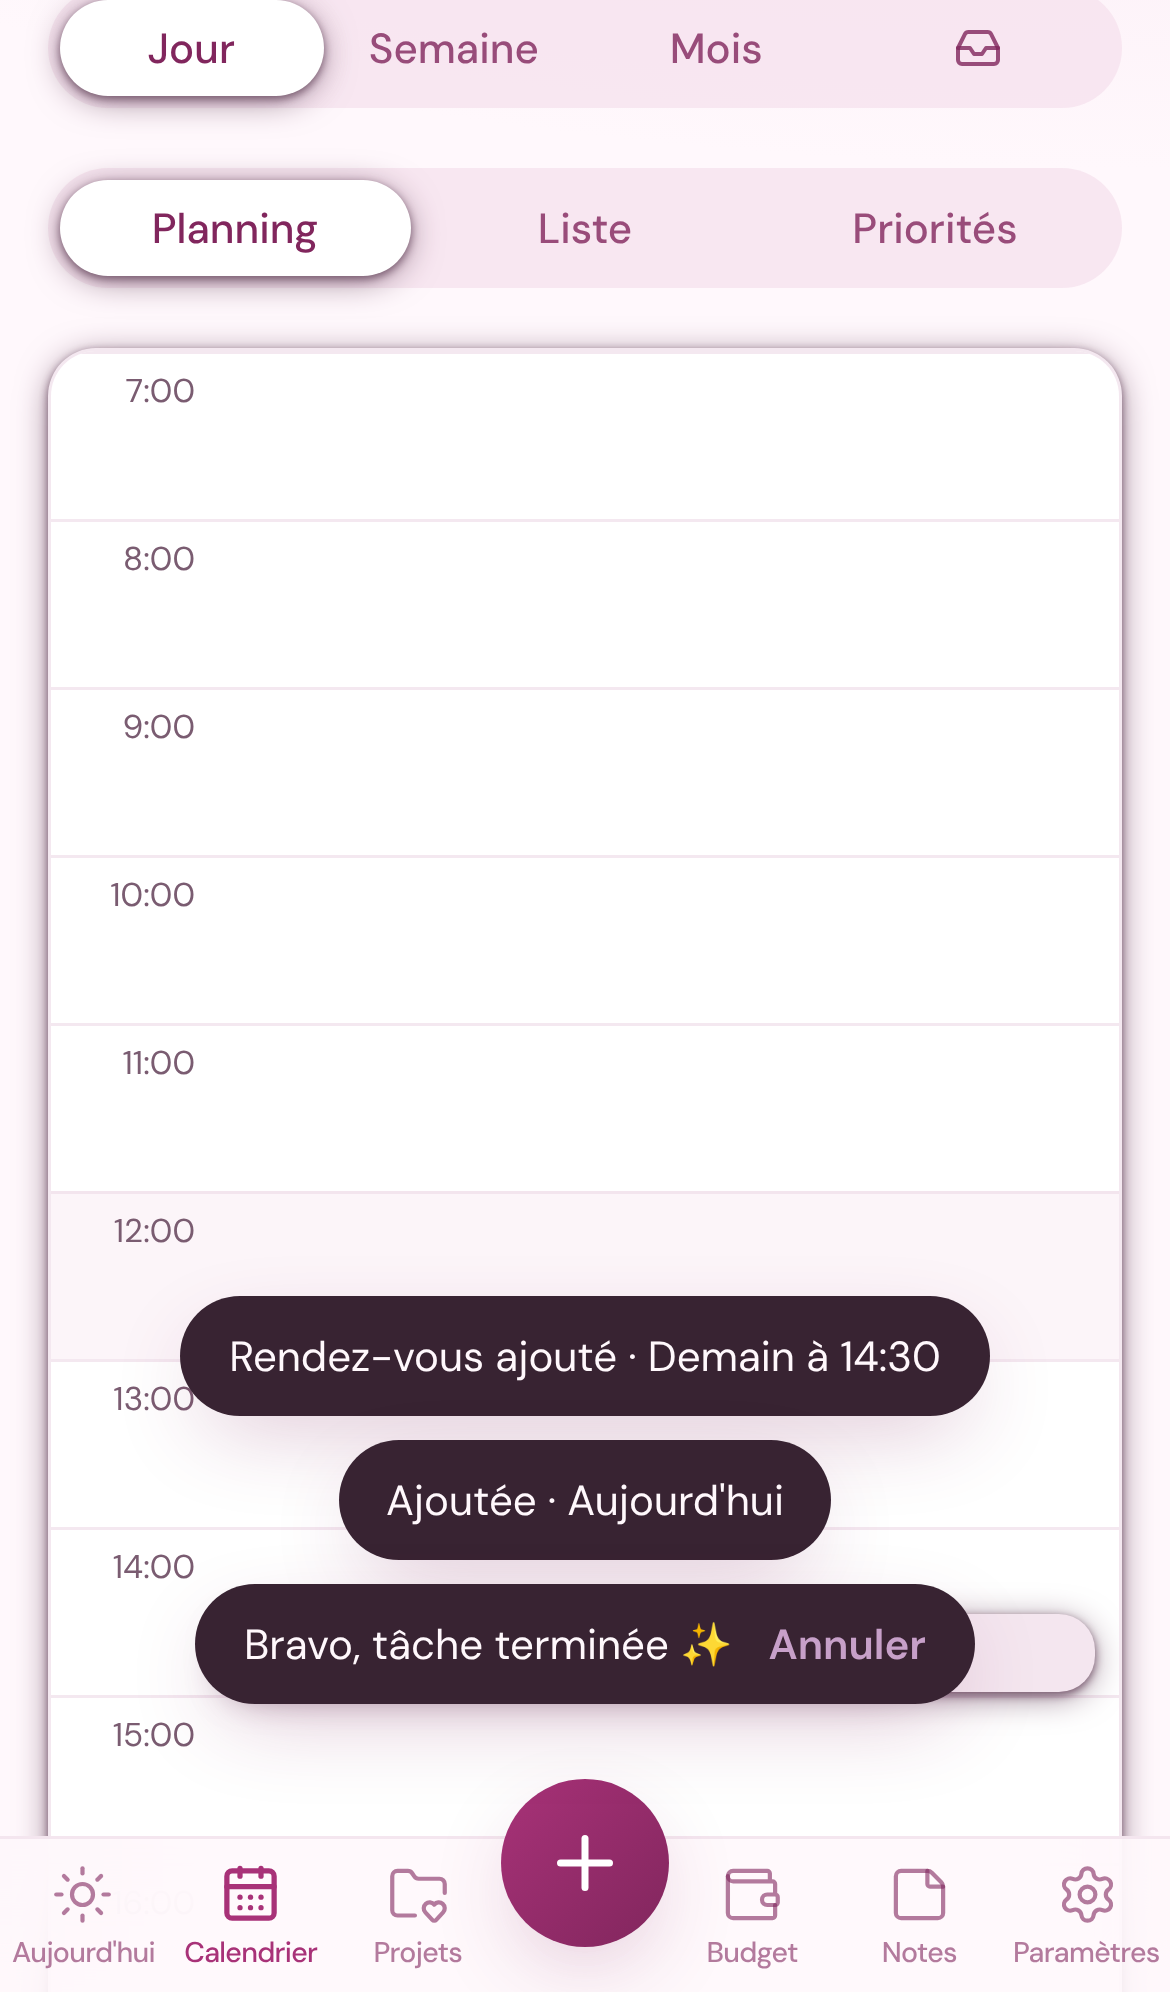 Jour Semaine Mois
Planning Liste Priorités
7:00
8:00
9:00
10:00
11:00
12:00
Rendez-vous ajouté · Demain à 14:30
13:00
Ajoutée · Aujourd'hui
14:00
Bravo, tâche terminée ✨ Annuler
15:00
16:00
Aujourd'hui Calendrier Projets Budget Notes Paramètres